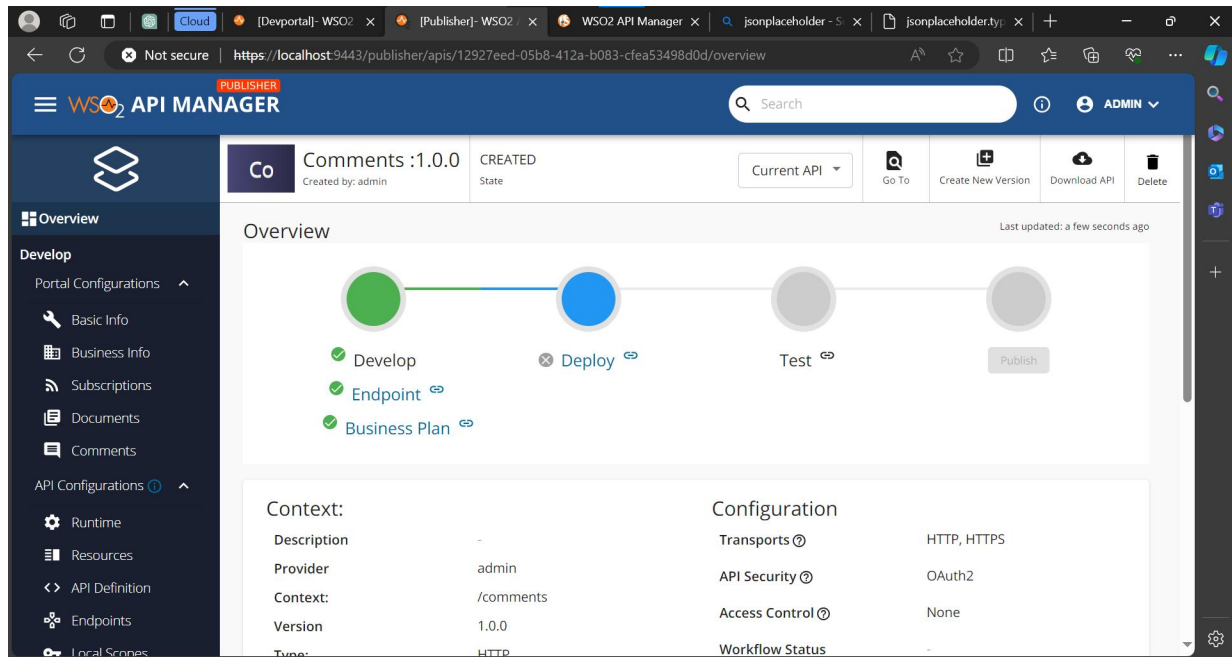 Cloud
[Devportal]- WSO2
[Publisher]- WSO2 /
WSO2 API Manager
jsonplaceholder - S
jsonplaceholder.typ
Not secure
https://localhost:9443/publisher/apis/12927eed-05b8-412a-b083-cfea53498d0d/overview
PUBLISHER
WSO2 API MANAGER
Search
ADMIN
Co
Comments :1.0.0
Created by: admin
CREATED
State
Current API
Go To
Create New Version
Download API
Delete
Overview
Develop
Portal Configurations
Basic Info
Business Info
Subscriptions
Documents
Comments
API Configurations
Runtime
Resources
API Definition
Endpoints
Local Scopes
Overview
Last updated: a few seconds ago
Develop
Endpoint
Business Plan
Deploy
Test
Publish
Context:
Description -
Provider admin
Context: /comments
Version 1.0.0
Type: HTTP
Configuration
Transports HTTP, HTTPS
API Security OAuth2
Access Control None
Workflow Status -